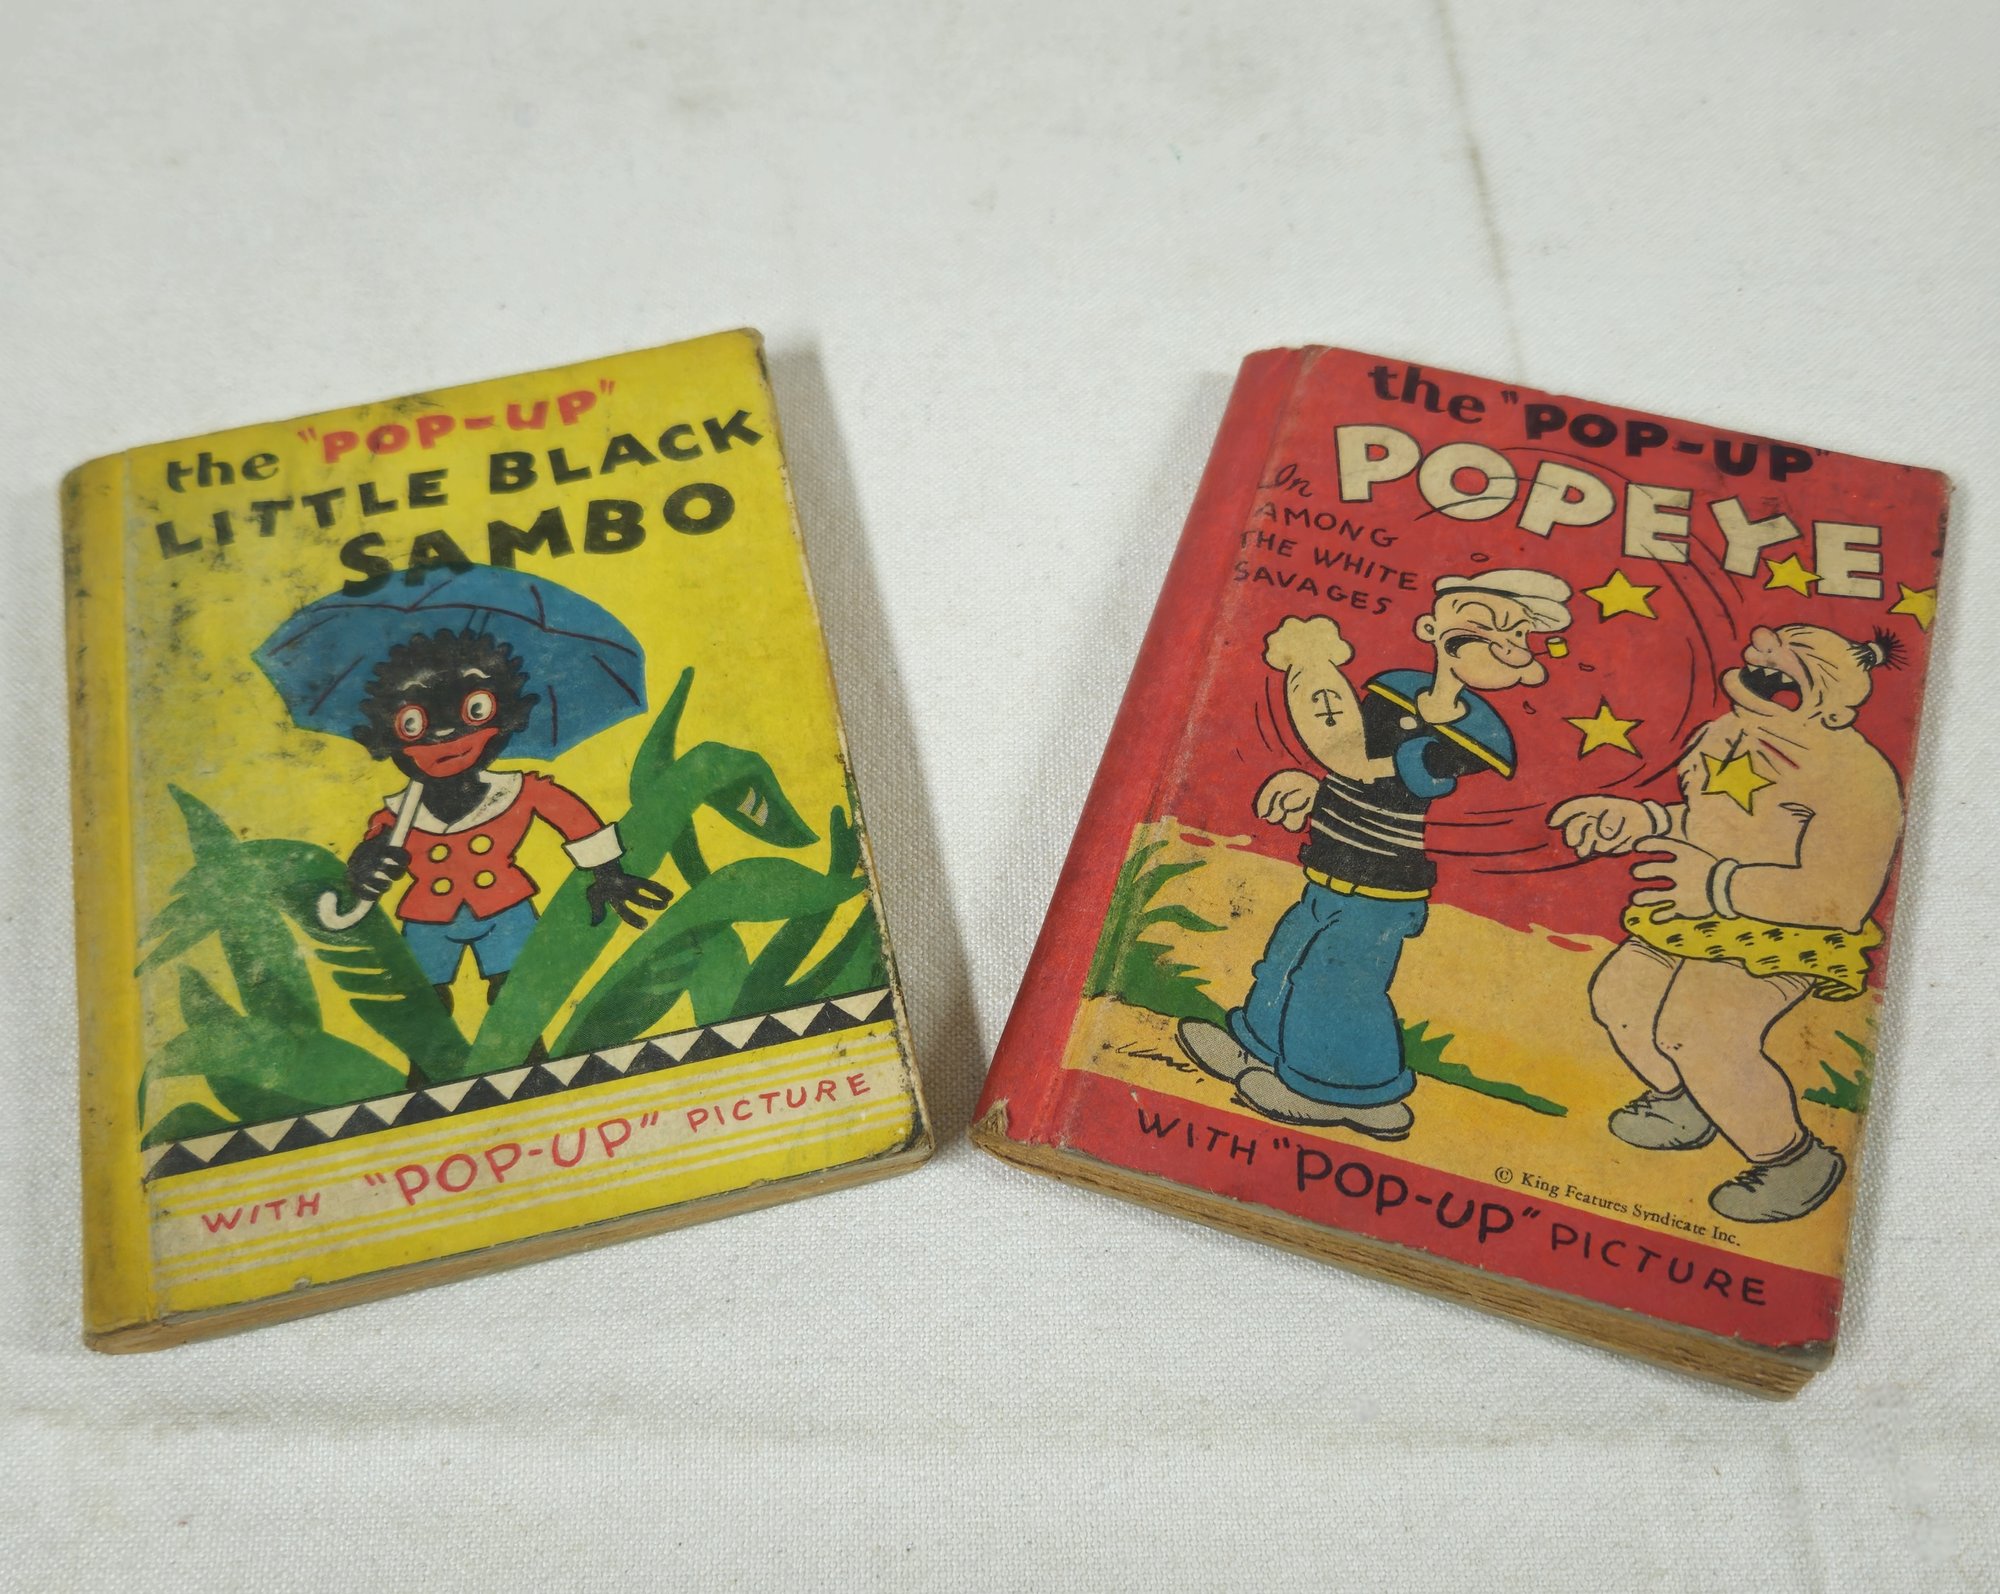 the "POP-UP"
LITTLE BLACK
SAMBO
WITH "POP-UP" PICTURE
the "POP-UP"
POPEYE
In
AMONG
THE WHITE
SAVAGES
© King Features Syndicate Inc.
WITH "POP-UP" PICTURE